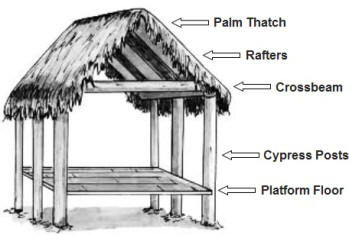 Palm Thatch
Rafters
Crossbeam
Cypress Posts
Platform Floor